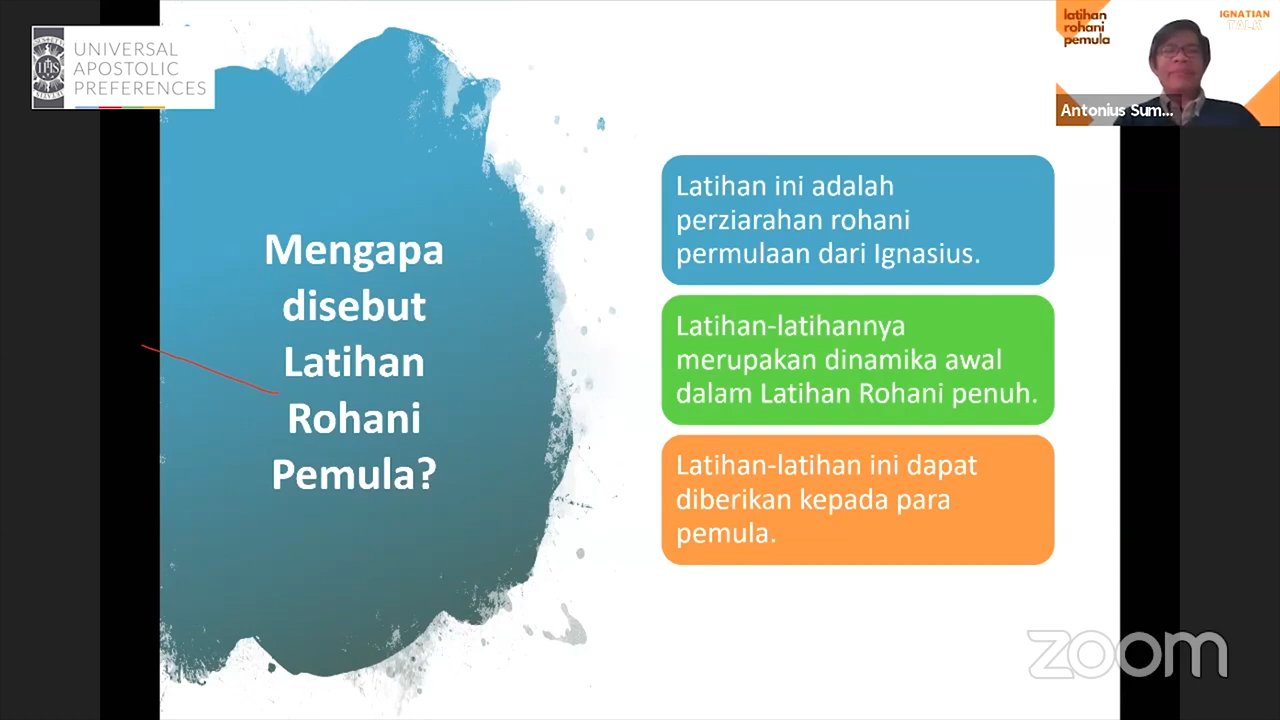 UNIVERSAL
APOSTOLIC
PREFERENCES
Mengapa
disebut
Latihan
Rohani
Pemula?
Latihan ini adalah
perziarahan rohani
permulaan dari Ignasius.
Latihan-latihannya
merupakan dinamika awal
dalam Latihan Rohani penuh.
Latihan-latihan ini dapat
diberikan kepada para
pemula.
latihan
rohani
pemula
IGNATIAN
TALK
Antonius Sum...
zoom